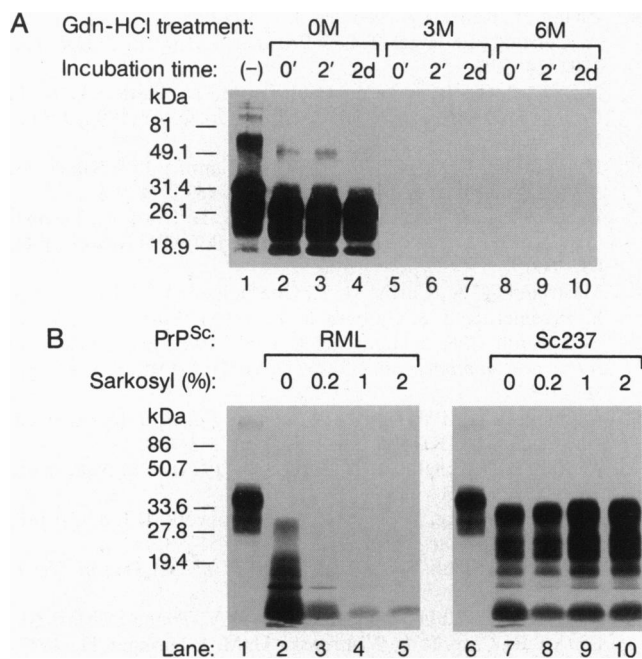 A
Gdn-HCl treatment: 0M 3M 6M
Incubation time: (–) 0' 2' 2d 0' 2' 2d 0' 2' 2d
kDa
81
49.1
31.4
26.1
18.9
1 2 3 4 5 6 7 8 9 10
B
PrPSc: RML Sc237
Sarkosyl (%): 0 0.2 1 2 0 0.2 1 2
kDa
86
50.7
33.6
27.8
19.4
Lane: 1 2 3 4 5 6 7 8 9 10